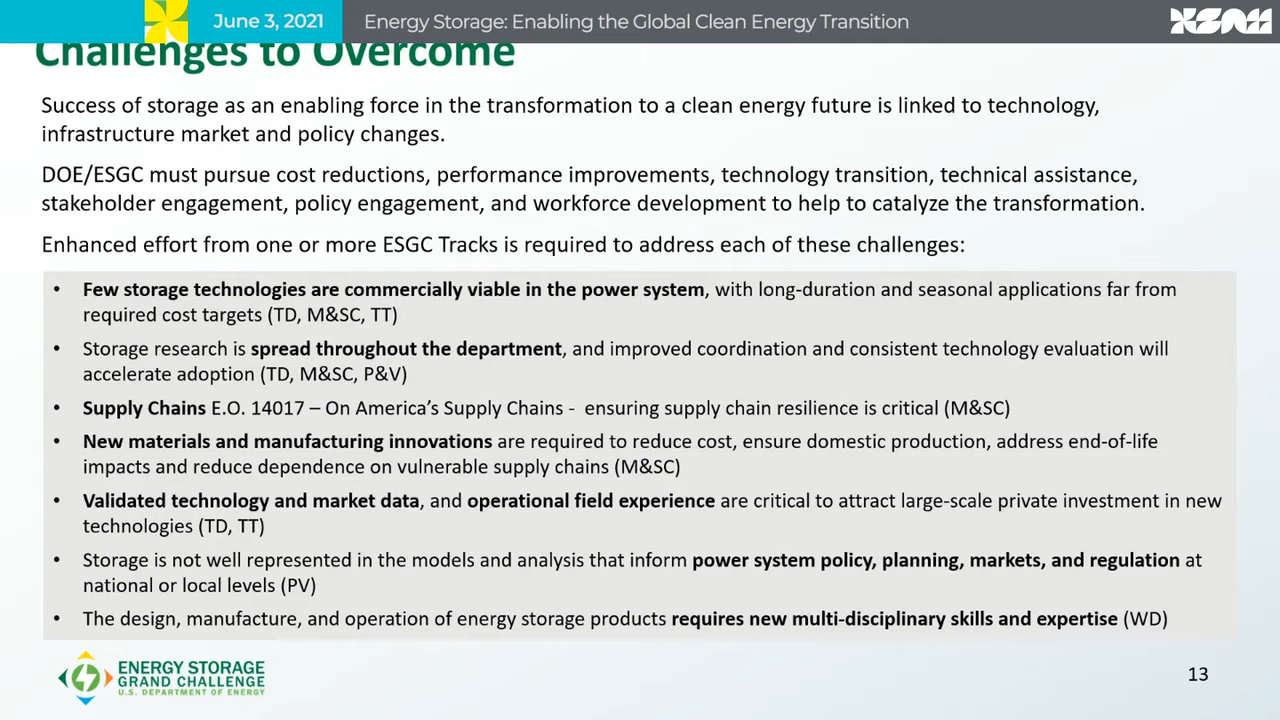 June 3, 2021
Energy Storage: Enabling the Global Clean Energy Transition
Challenges to Overcome
Success of storage as an enabling force in the transformation to a clean energy future is linked to technology,
infrastructure market and policy changes.
DOE/ESGC must pursue cost reductions, performance improvements, technology transition, technical assistance,
stakeholder engagement, policy engagement, and workforce development to help to catalyze the transformation.
Enhanced effort from one or more ESGC Tracks is required to address each of these challenges:
• Few storage technologies are commercially viable in the power system, with long-duration and seasonal applications far from
required cost targets (TD, M&SC, TT)
• Storage research is spread throughout the department, and improved coordination and consistent technology evaluation will
accelerate adoption (TD, M&SC, P&V)
• Supply Chains E.O. 14017 – On America’s Supply Chains - ensuring supply chain resilience is critical (M&SC)
• New materials and manufacturing innovations are required to reduce cost, ensure domestic production, address end-of-life
impacts and reduce dependence on vulnerable supply chains (M&SC)
• Validated technology and market data, and operational field experience are critical to attract large-scale private investment in new
technologies (TD, TT)
• Storage is not well represented in the models and analysis that inform power system policy, planning, markets, and regulation at
national or local levels (PV)
• The design, manufacture, and operation of energy storage products requires new multi-disciplinary skills and expertise (WD)
ENERGY STORAGE
GRAND CHALLENGE
U.S. DEPARTMENT OF ENERGY
13